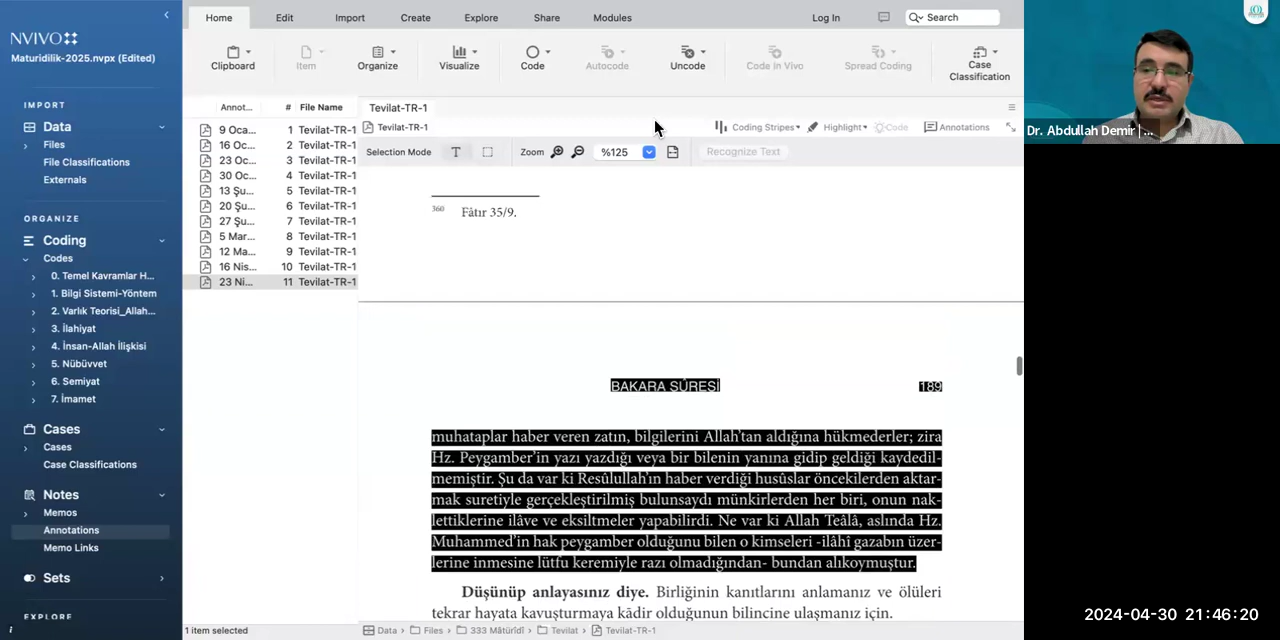 NVIVO
Maturidilik-2025.nvpx (Edited)
IMPORT
Data
Files
File Classifications
Externals
ORGANIZE
Coding
Codes
0. Temel Kavramlar H...
1. Bilgi Sistemi-Yöntem
2. Varlık Teorisi_Allah...
3. İlahiyat
4. İnsan-Allah İlişkisi
5. Nübüvvet
6. Semiyat
7. İmamet
Cases
Cases
Case Classifications
Notes
Memos
Annotations
Memo Links
Sets
EXPLORE
Home Edit Import Create Explore Share Modules Log In Search
Clipboard Item Organize Visualize Code Autocode Uncode Code In Vivo Spread Coding Case
Classification
Annot... # File Name
9 Oca... 1 Tevilat-TR-1
16 Oc... 2 Tevilat-TR-1
23 Oc... 3 Tevilat-TR-1
30 Oc... 4 Tevilat-TR-1
13 Şu... 5 Tevilat-TR-1
20 Şu... 6 Tevilat-TR-1
27 Şu... 7 Tevilat-TR-1
5 Mar... 8 Tevilat-TR-1
12 Ma... 9 Tevilat-TR-1
16 Nis... 10 Tevilat-TR-1
23 Ni... 11 Tevilat-TR-1
1 item selected
Tevilat-TR-1
Tevilat-TR-1 Coding Stripes Highlight Code Annotations
Selection Mode T Zoom %125 Recognize Text
360 Fâtır 35/9.
BAKARA SÛRESİ 189
muhataplar haber veren zatın, bilgilerini Allah'tan aldığına hükmederler; zira
Hz. Peygamber'in yazı yazdığı veya bir bilenin yanına gidip geldiği kaydedil-
memiştir. Şu da var ki Resûlullah'ın haber verdiği husûslar öncekilerden aktar-
mak suretiyle gerçekleştirilmiş bulunsaydı münkirlerden her biri, onun nak-
lettiklerine ilâve ve eksiltmeler yapabilirdi. Ne var ki Allah Teâlâ, aslında Hz.
Muhammed'in hak peygamber olduğunu bilen o kimseleri -ilâhî gazabın üzer-
lerine inmesine lütfu keremiyle razı olmadığından- bundan alıkoymuştur.
Düşünüp anlayasınız diye. Birliğinin kanıtlarını anlamanız ve ölüleri
tekrar hayata kavuşturmaya kâdir olduğunun bilincine ulaşmanız için.
Data Files 333 Mâtürîdî Tevilat Tevilat-TR-1
Dr. Abdullah Demir | ...
2024-04-30 21:46:20